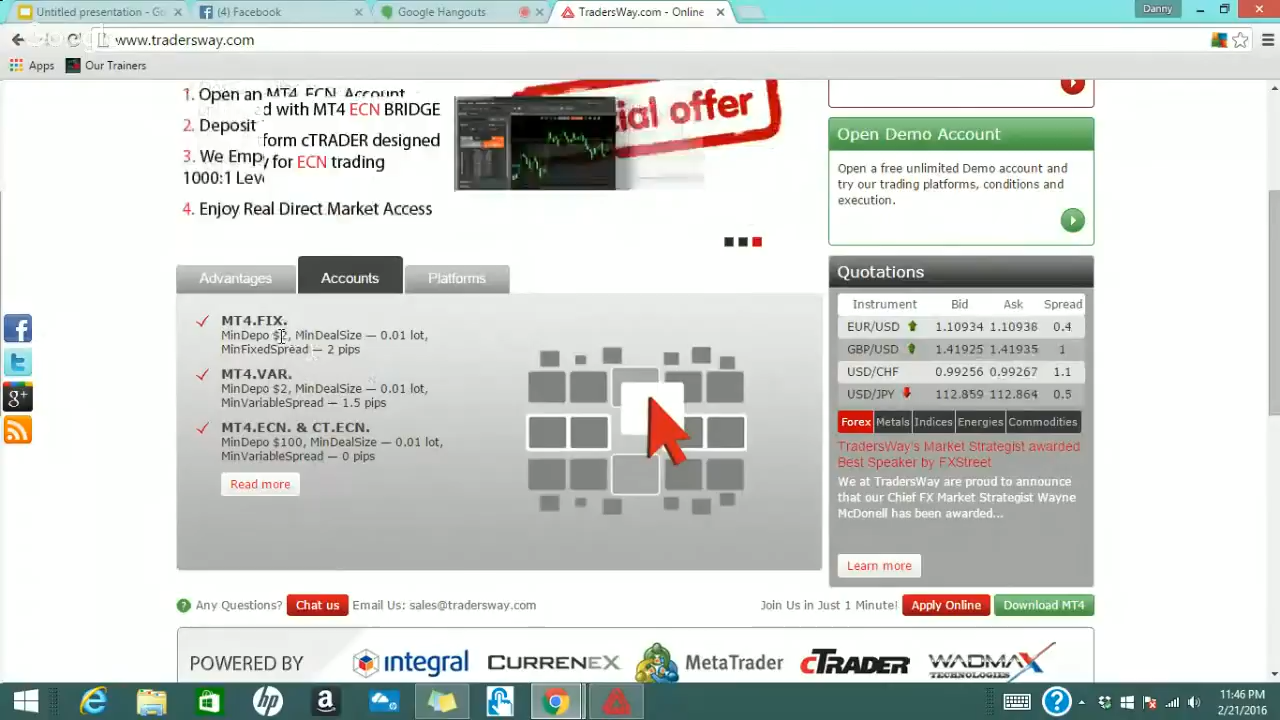 Untitled presentation - Go
(4) Facebook
Google Hangouts
TradersWay.com - Online
Danny
www.tradersway.com
Apps
Our Trainers
1. Open an MT4.ECN. Account
d with MT4 ECN BRIDGE
2. Deposit
form cTRADER designed
3. We Emp
y for ECN trading
1000:1 Lev
4. Enjoy Real Direct Market Access
cial offer
Open Demo Account
Open a free unlimited Demo account and
try our trading platforms, conditions and
execution.
Advantages
Accounts
Platforms
MT4.FIX.
MinDepo $2, MinDealSize — 0.01 lot,
MinFixedSpread — 2 pips
MT4.VAR.
MinDepo $2, MinDealSize — 0.01 lot,
MinVariableSpread — 1.5 pips
MT4.ECN. & CT.ECN.
MinDepo $100, MinDealSize — 0.01 lot,
MinVariableSpread — 0 pips
Read more
Quotations
Instrument Bid Ask Spread
EUR/USD 1.10934 1.10938 0.4
GBP/USD 1.41925 1.41935 1
USD/CHF 0.99256 0.99267 1.1
USD/JPY 112.859 112.864 0.5
Forex Metals Indices Energies Commodities
TradersWay's Market Strategist awarded
Best Speaker by FXStreet
We at TradersWay are proud to announce
that our Chief FX Market Strategist Wayne
McDonell has been awarded...
Learn more
? Any Questions? Chat us Email Us: sales@tradersway.com
Join Us in Just 1 Minute! Apply Online Download MT4
POWERED BY
integral
CURRENEX
MetaTrader
cTRADER
WADMAX
TECHNOLOGIES
11:46 PM
2/21/2016